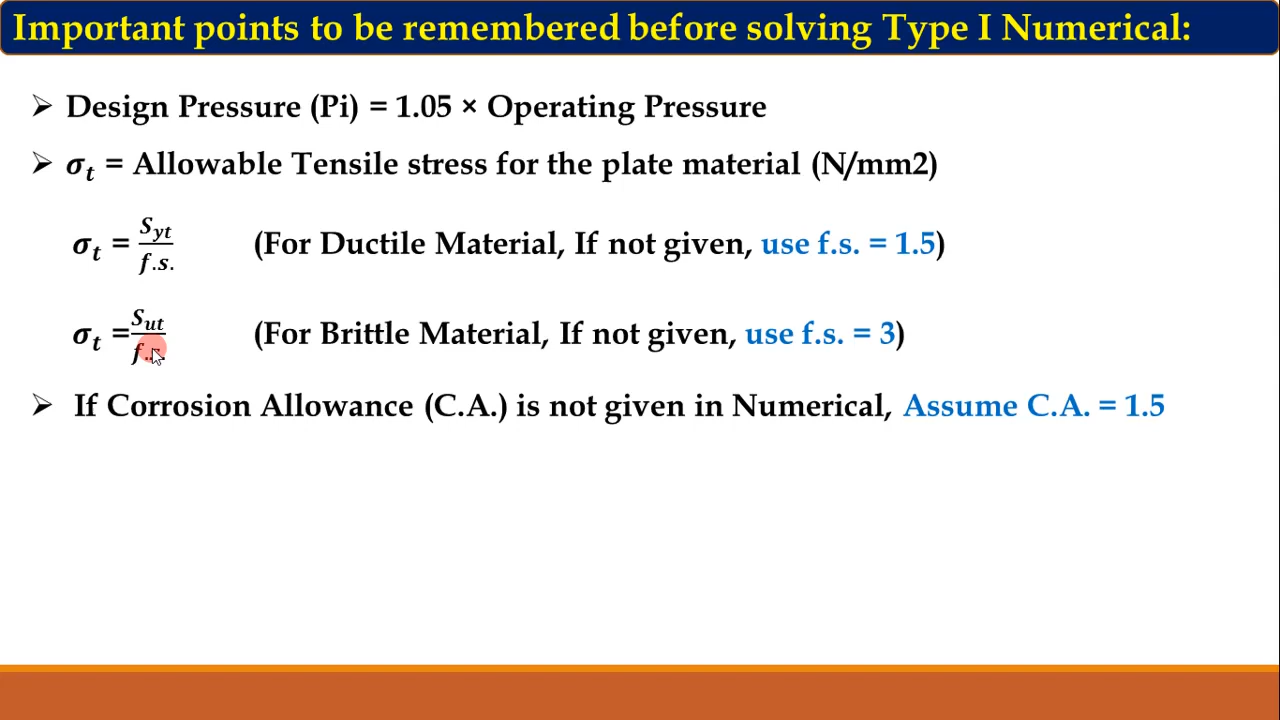 Important points to be remembered before solving Type I Numerical:
➢ Design Pressure (Pi) = 1.05 × Operating Pressure
➢ σt = Allowable Tensile stress for the plate material (N/mm2)
σt = Syt / f.s. (For Ductile Material, If not given, use f.s. = 1.5)
σt = Sut / f (For Brittle Material, If not given, use f.s. = 3)
➢ If Corrosion Allowance (C.A.) is not given in Numerical, Assume C.A. = 1.5